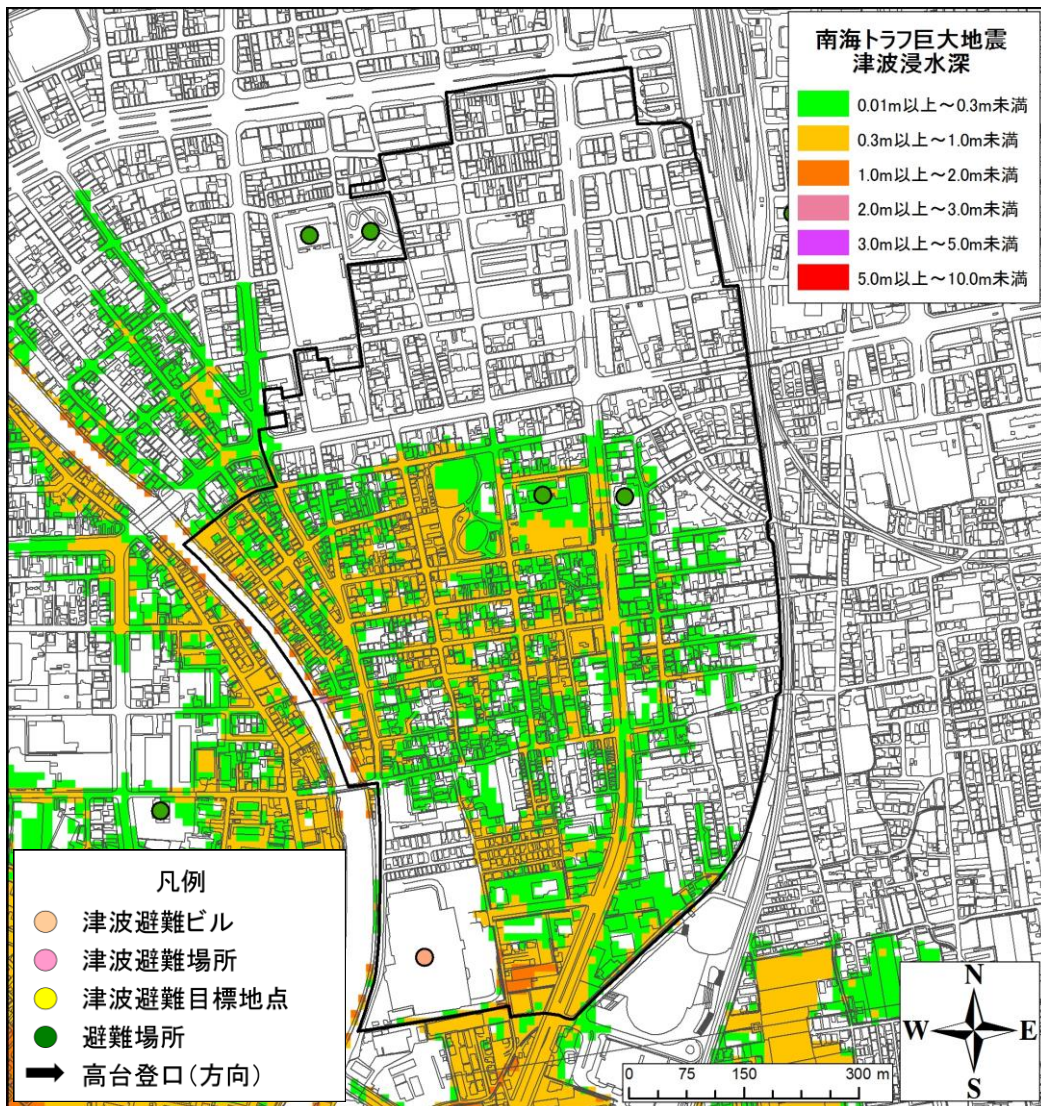 南海トラフ巨大地震
津波浸水深
0.01m以上～0.3m未満
0.3m以上～1.0m未満
1.0m以上～2.0m未満
2.0m以上～3.0m未満
3.0m以上～5.0m未満
5.0m以上～10.0m未満
凡例
津波避難ビル
津波避難場所
津波避難目標地点
避難場所
高台登口(方向)
N
W E
S
0 75 150 300 m